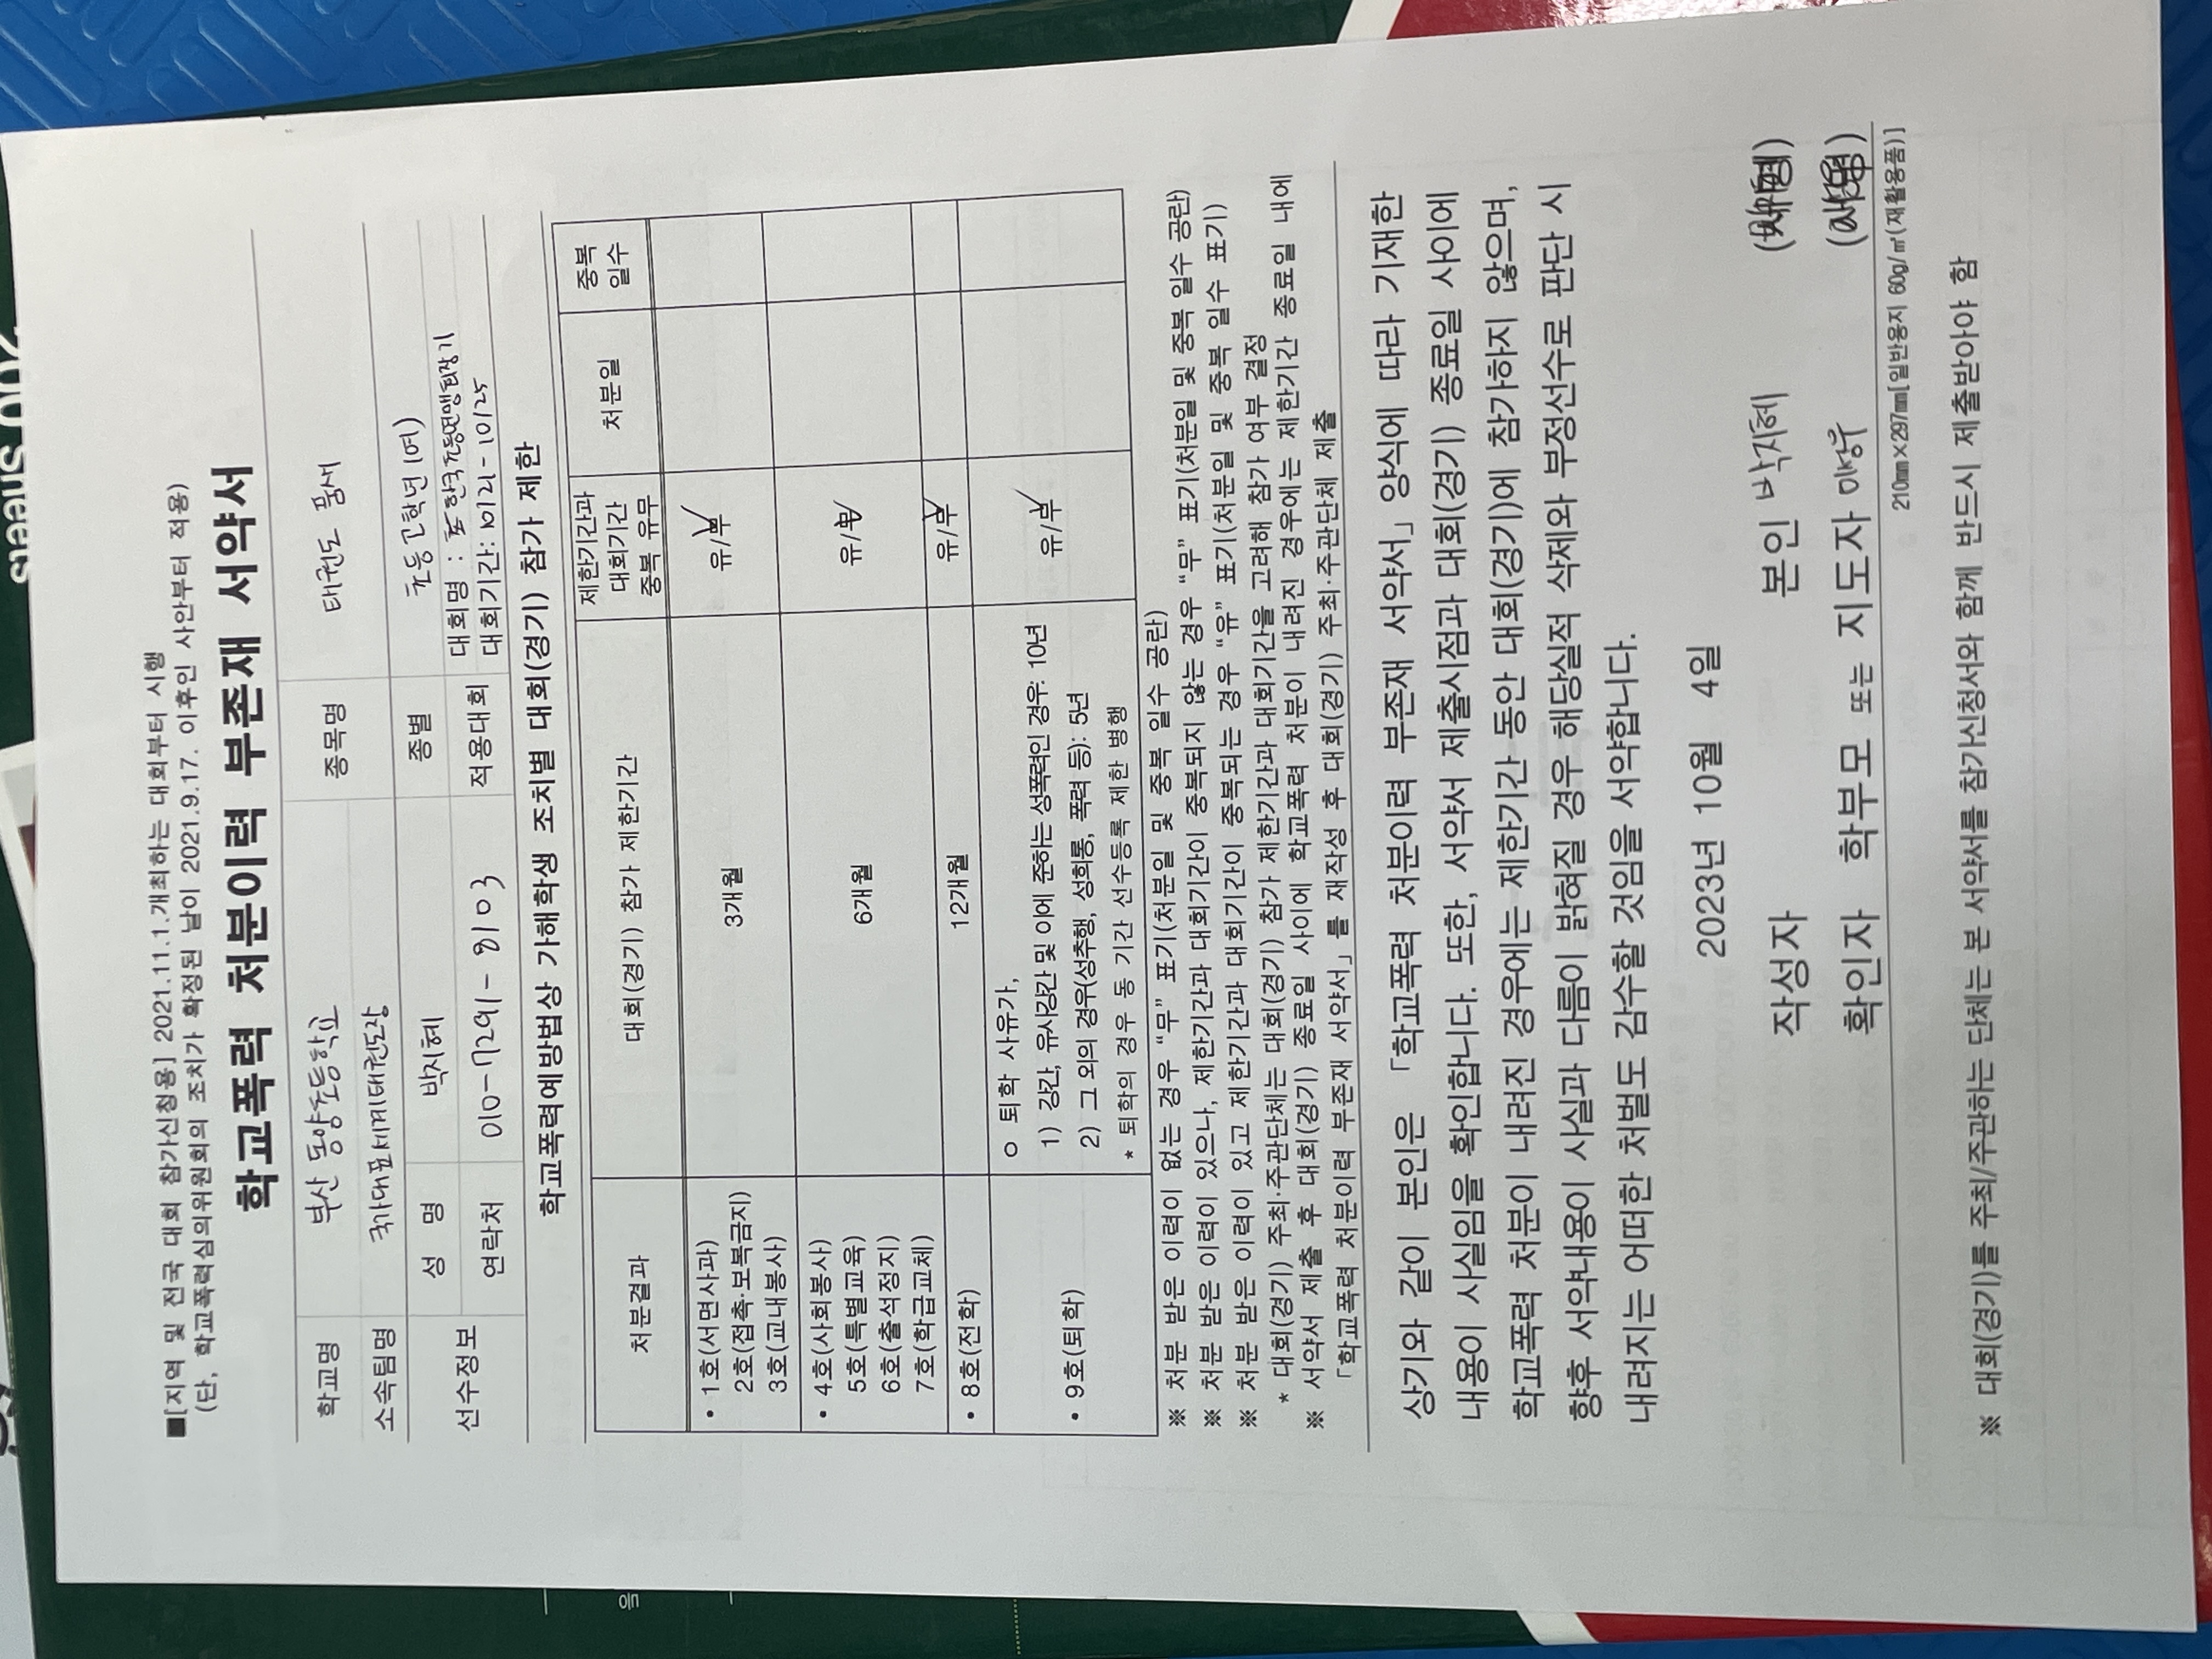 ■[지역 및 전국 대회 참가신청용] 2021.11.1.개최하는 대회부터 시행
(단, 학교폭력심의위원회의 조치가 확정된 날이 2021.9.17. 이후인 사안부터 적용)
학교폭력 처분이력 부존재 서약서
학교명 부산 동양초등학교 종목명 태권도 품새
소속팀명 국가대표세계태권도장
선수정보 성 명 박지혜 종별 초등고학년(여)
연락처 010-7291-8103 적용대회 대회명 : 한국초등연맹회장기
대회기간: 10/21-10/25
학교폭력예방법상 가해학생 조치별 대회(경기) 참가 제한
처분결과 대회(경기) 참가 제한기간 제한기간과 대회기간 중복 유무 처분일 중복 일수
• 1호(서면사과)
2호(접촉·보복금지) 3개월 유/무
3호(교내봉사)
• 4호(사회봉사)
5호(특별교육) 6개월 유/무
6호(출석정지)
7호(학급교체)
• 8호(전학) 12개월 유/무
• 9호(퇴학) ㅇ 퇴학 사유가,
1) 강간, 유사강간 및 이에 준하는 성폭력인 경우: 10년 유/무
2) 그 외의 경우(성추행, 성희롱, 폭력 등): 5년
* 퇴학의 경우 동 기간 선수등록 제한 병행
※ 처분 받은 이력이 없는 경우 "무" 표기(처분일 및 중복 일수 공란)
※ 처분 받은 이력이 있으나, 제한기간과 대회기간이 중복되지 않는 경우 "무" 표기(처분일 및 중복 일수 공란)
※ 처분 받은 이력이 있고 제한기간과 대회기간이 중복되는 경우 "유" 표기(처분일 및 중복 일수 표기)
* 대회(경기) 주최·주관단체는 대회(경기) 참가 제한기간과 대회기간을 고려해 참가 여부 결정
※ 서약서 제출 후 대회(경기) 종료일 사이에 학교폭력 처분이 내려진 경우에는 제한기간 종료일 내에
「학교폭력 처분이력 부존재 서약서」를 재작성 후 대회(경기) 주최·주관단체 제출
상기와 같이 본인은 「학교폭력 처분이력 부존재 서약서」 양식에 따라 기재한
내용이 사실임을 확인합니다. 또한, 서약서 제출시점과 대회(경기) 종료일 사이에
학교폭력 처분이 내려진 경우에는 제한기간 동안 대회(경기)에 참가하지 않으며,
향후 서약내용이 사실과 다름이 밝혀질 경우 해당실적 삭제와 부정선수로 판단 시
내려지는 어떠한 처벌도 감수할 것임을 서약합니다.
2023년 10월 4일
작성자 본인 박지혜 (서명)
확인자 학부모 또는 지도자 (서명)
210㎜×297㎜[일반용지 60g/㎡(재활용품)]
※ 대회(경기)를 주최/주관하는 단체는 본 서약서를 참가신청서와 함께 반드시 제출받아야 함